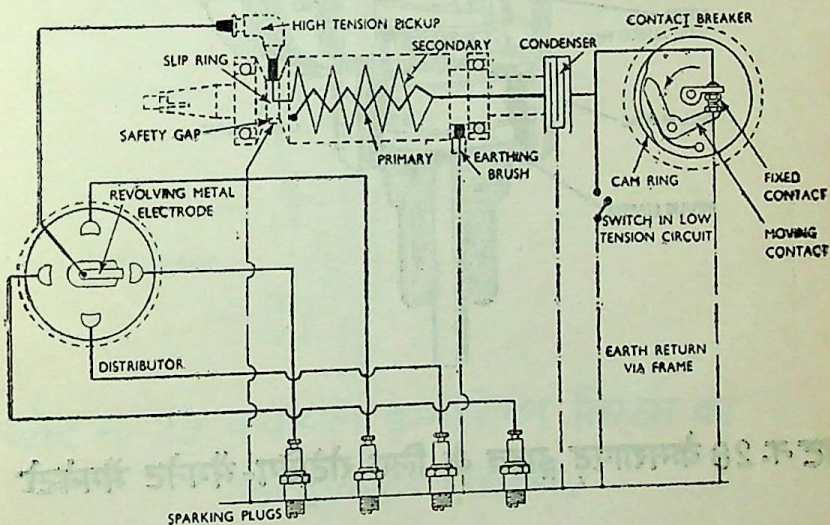 HIGH TENSION PICKUP
CONTACT BREAKER
SLIP RING
SECONDARY
CONDENSER
SAFETY GAP
PRIMARY
EARTHING
BRUSH
CAM RING
FIXED
CONTACT
REVOLVING METAL
ELECTRODE
SWITCH IN LOW
TENSION CIRCUIT
MOVING
CONTACT
DISTRIBUTOR
EARTH RETURN
VIA FRAME
SPARKING PLUGS